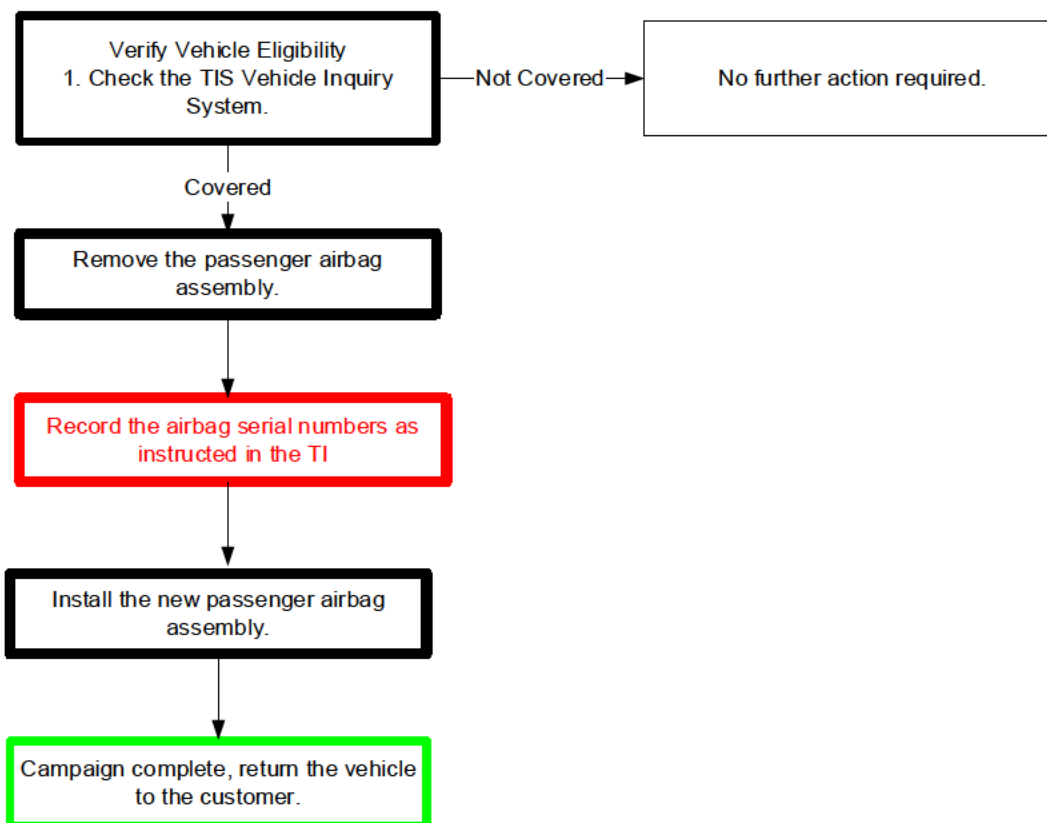 Verify Vehicle Eligibility
1. Check the TIS Vehicle Inquiry
System.
Not Covered
No further action required.
Covered
Remove the passenger airbag
assembly.
Record the airbag serial numbers as
instructed in the TI
Install the new passenger airbag
assembly.
Campaign complete, return the vehicle
to the customer.